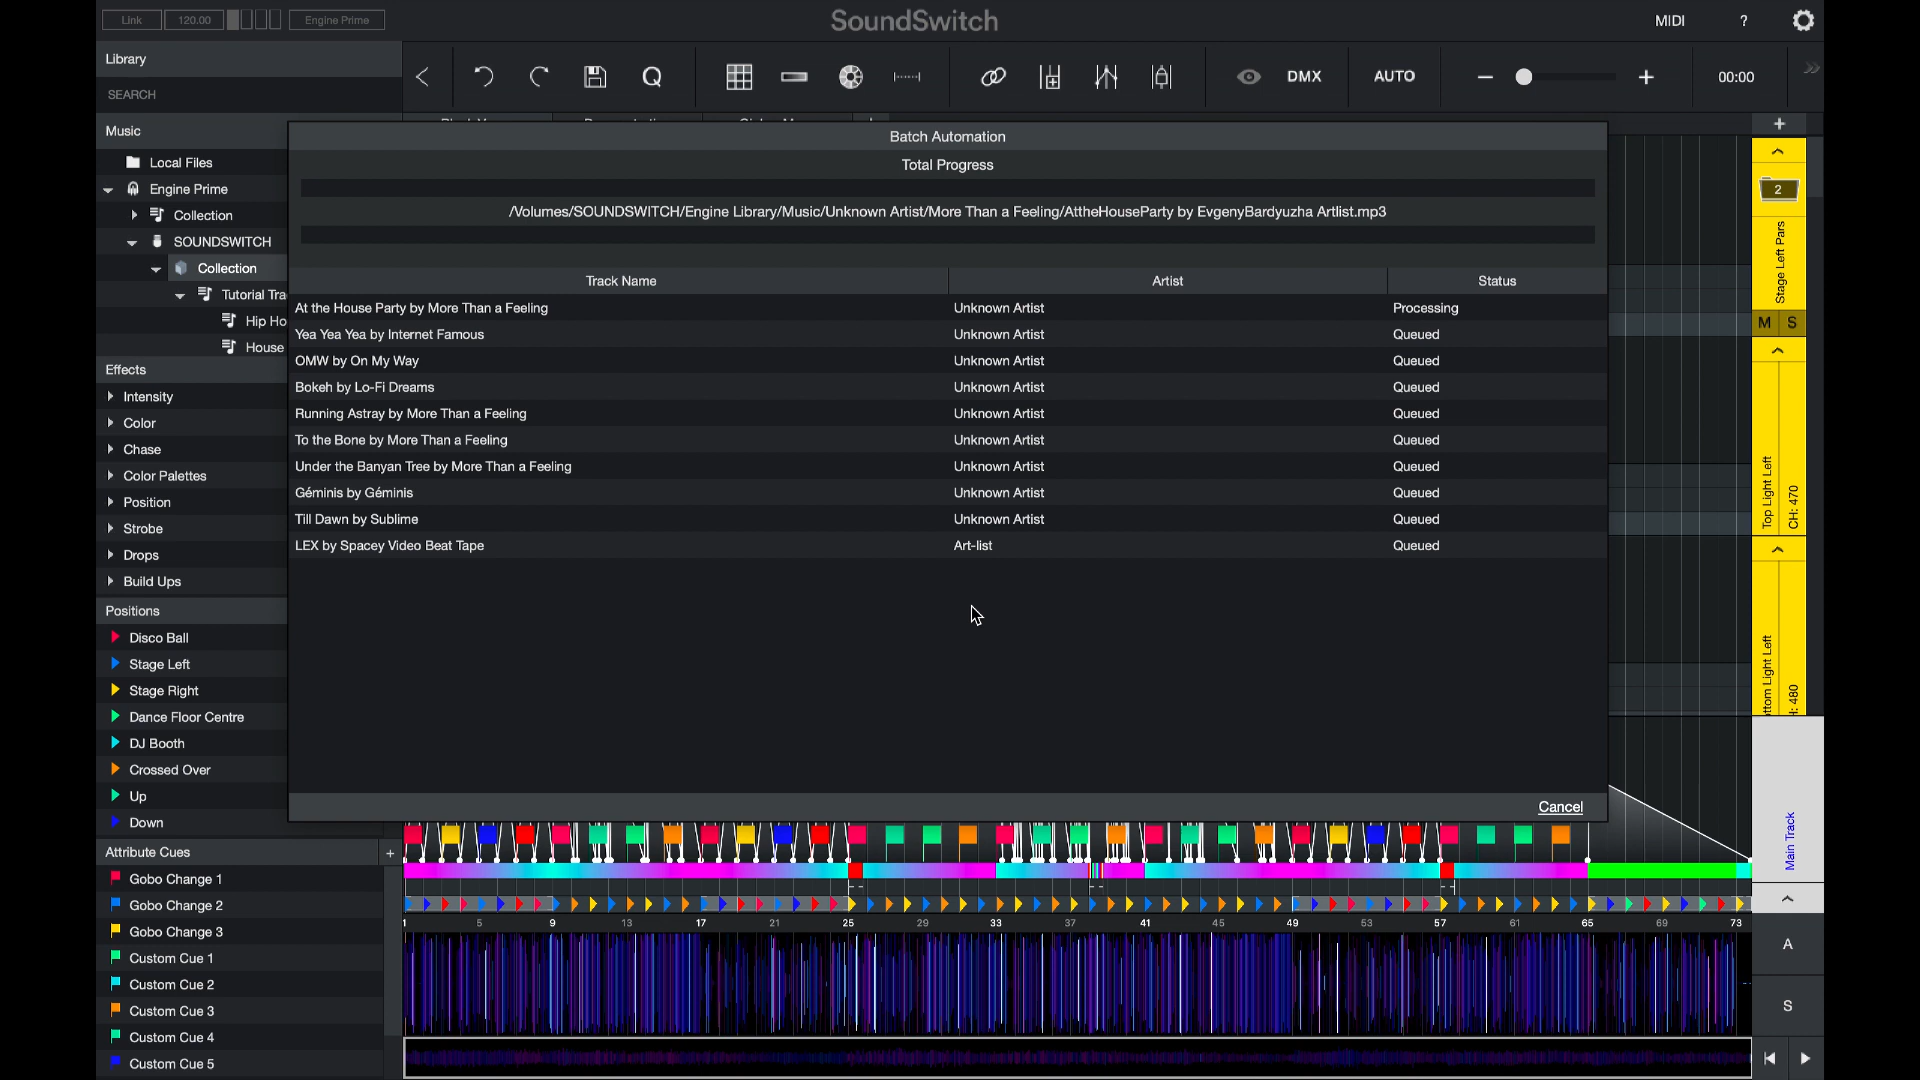 Link 120.00 Engine Prime SoundSwitch MIDI ?
Library
SEARCH
Q DMX AUTO 00:00
Music
Local Files
Engine Prime
Collection
SOUNDSWITCH
Collection
Tutorial Tra
Hip Ho
House
Effects
Intensity
Color
Chase
Color Palettes
Position
Strobe
Drops
Build Ups
Positions
Disco Ball
Stage Left
Stage Right
Dance Floor Centre
DJ Booth
Crossed Over
Up
Down
Attribute Cues +
Gobo Change 1
Gobo Change 2
Gobo Change 3
Custom Cue 1
Custom Cue 2
Custom Cue 3
Custom Cue 4
Custom Cue 5
Batch Automation
Total Progress
/Volumes/SOUNDSWITCH/Engine Library/Music/Unknown Artist/More Than a Feeling/AttheHouseParty by EvgenyBardyuzha Artlist.mp3
Track Name Artist Status
At the House Party by More Than a Feeling Unknown Artist Processing
Yea Yea Yea by Internet Famous Unknown Artist Queued
OMW by On My Way Unknown Artist Queued
Bokeh by Lo-Fi Dreams Unknown Artist Queued
Running Astray by More Than a Feeling Unknown Artist Queued
To the Bone by More Than a Feeling Unknown Artist Queued
Under the Banyan Tree by More Than a Feeling Unknown Artist Queued
Géminis by Géminis Unknown Artist Queued
Till Dawn by Sublime Unknown Artist Queued
LEX by Spacey Video Beat Tape Art-list Queued
Cancel
2
Stage Left Pars
M S
Top Light Left
CH: 470
ttom Light Left
H: 480
Main Track
1 5 9 13 17 21 25 29 33 37 41 45 49 53 57 61 65 69 73
A
S